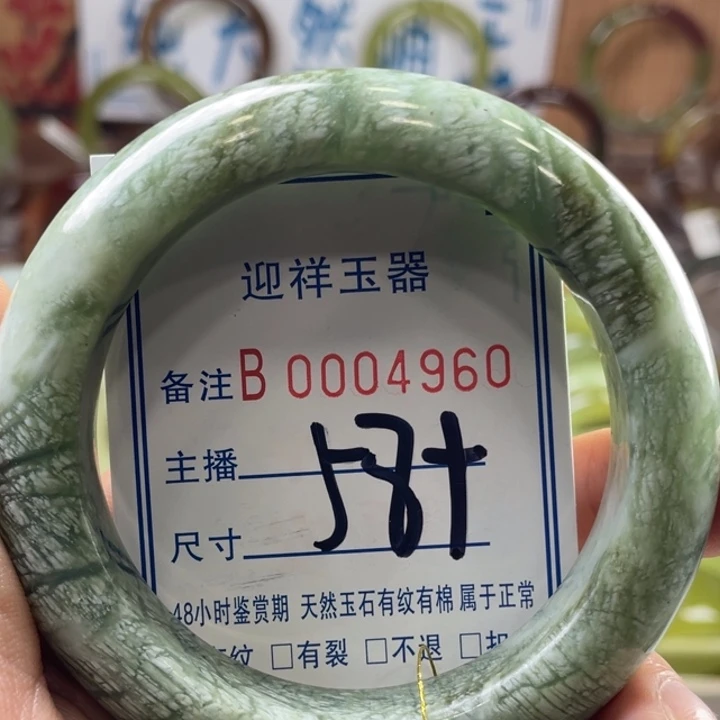 迎祥玉器
备注B 0004960
主播
58+
尺寸
48小时鉴赏期 天然玉石有纹有棉 属于正常
纹 □有裂 □不退